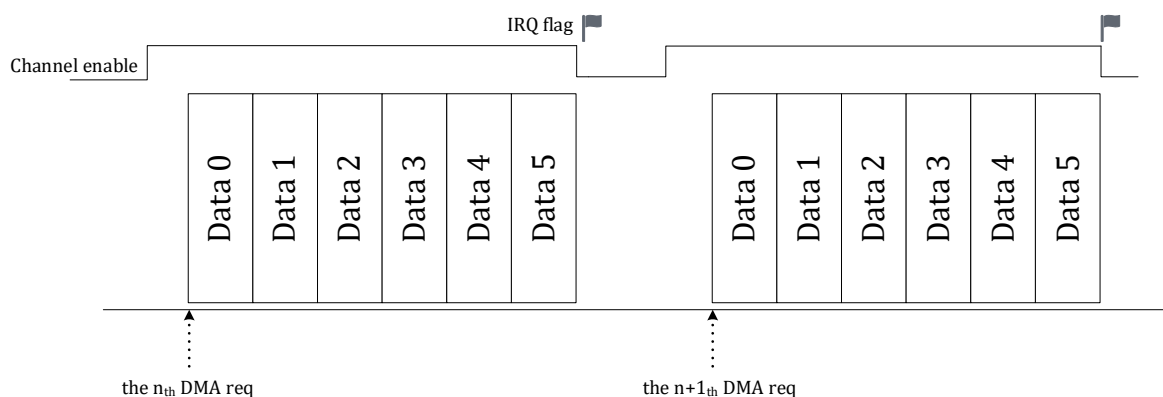 IRQ flag
Channel enable
Data 0
Data 1
Data 2
Data 3
Data 4
Data 5
Data 0
Data 1
Data 2
Data 3
Data 4
Data 5
the nth DMA req
the n+1th DMA req